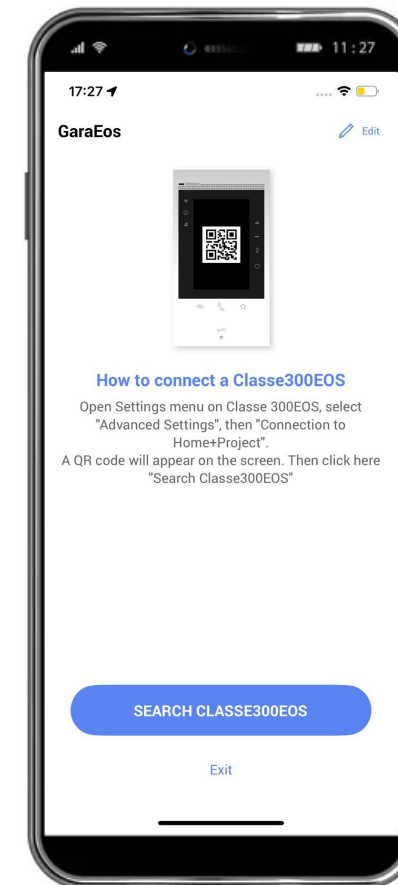 11:27
17:27
GaraEos
Edit
How to connect a Classe300EOS
Open Settings menu on Classe 300EOS, select
"Advanced Settings", then "Connection to
Home+Project".
A QR code will appear on the screen. Then click here
"Search Classe300EOS"
SEARCH CLASSE300EOS
Exit